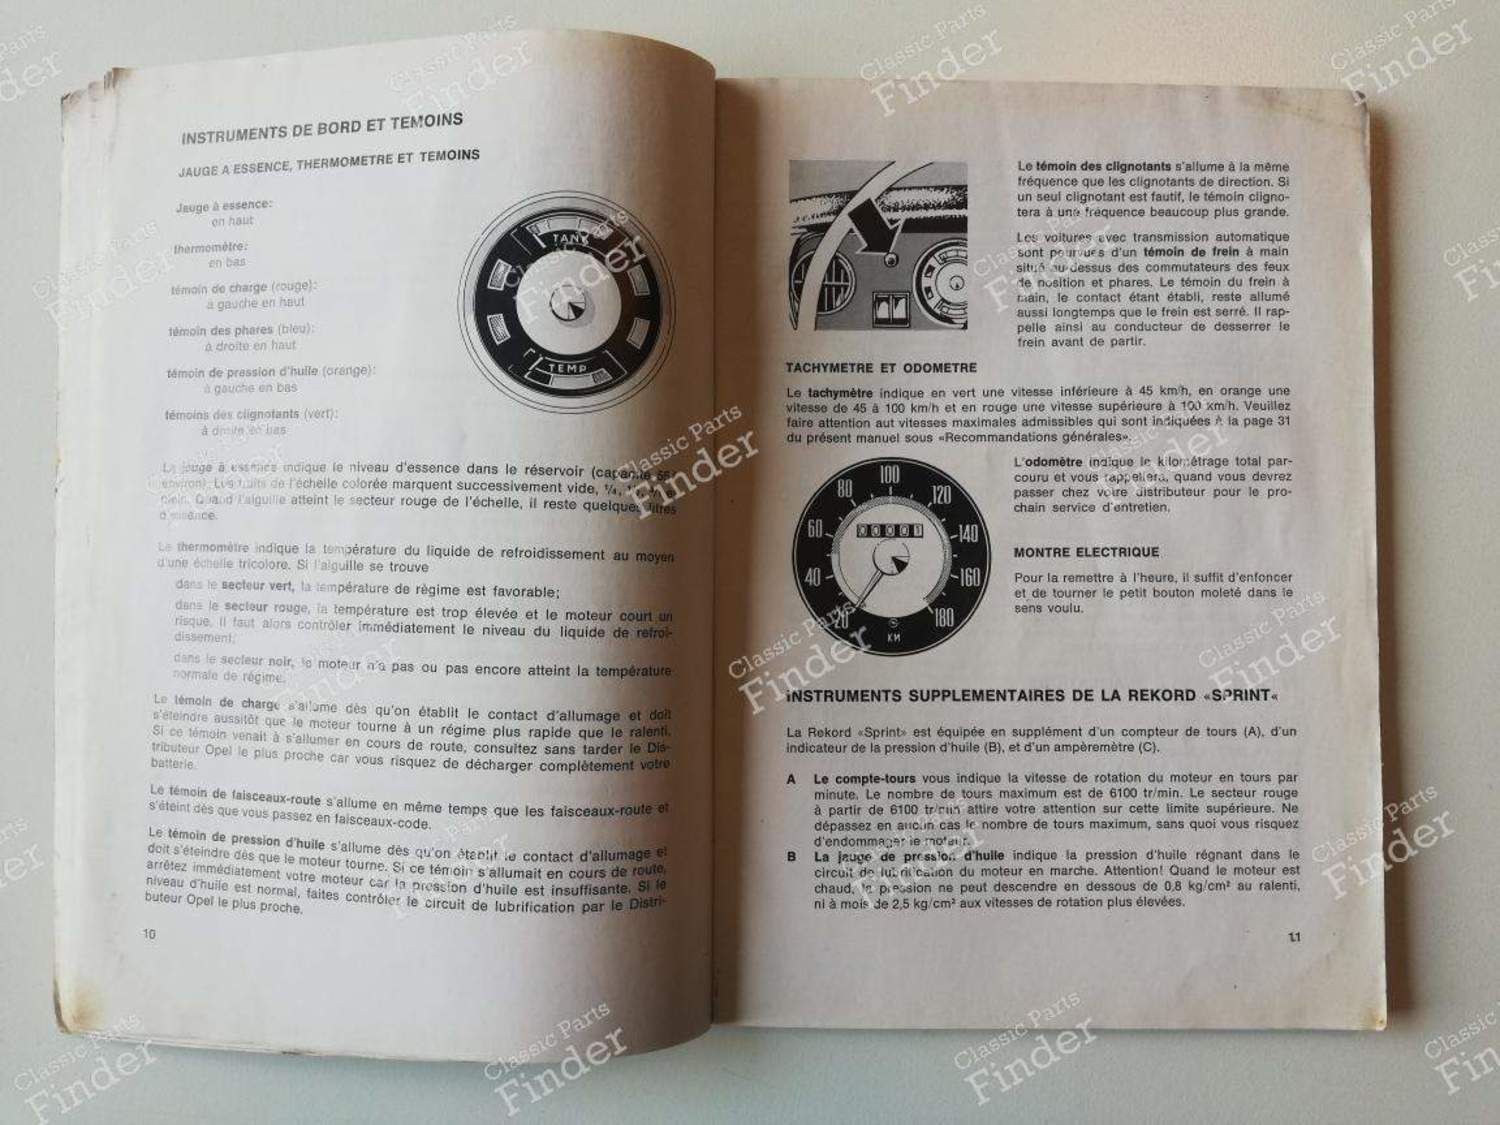 INSTRUMENTS DE BORD ET TEMOINS
JAUGE A ESSENCE, THERMOMETRE ET TEMOINS
Jauge à essence:
en haut
thermomètre:
en bas
témoin de charge (rouge):
à gauche en haut
témoin des phares (bleu):
à droite en haut
témoin de pression d'huile (orange):
à gauche en bas
témoins des clignotants (vert):
à droite en bas
TANK
TEMP
La jauge à essence indique le niveau d'essence dans le réservoir (capacité
environ). Les traits de l'échelle colorée marquent successivement vide, ¼,
plein. Quand l'aiguille atteint le secteur rouge de l'échelle, il reste quelques litres
d'essence.
Le thermomètre indique la température du liquide de refroidissement au moyen
d'une échelle tricolore. Si l'aiguille se trouve
dans le secteur vert, la température de règime est favorable;
dans le secteur rouge, la température est trop élevée et le moteur court un
risque. Il faut alors contrôler immédiatement le niveau du liquide de refroi-
dissement;
dans le secteur noir, le moteur n'a pas ou pas encore atteint la température
normale de régime.
Le témoin de charge s'allume dès qu'on établit le contact d'allumage et doit
s'éteindre aussitôt que le moteur tourne à un régime plus rapide que le ralenti.
Si ce témoin venait à s'allumer en cours de route, consultez sans tarder le Dis-
tributeur Opel le plus proche car vous risquez de décharger complètement votre
batterie.
Le témoin de faisceaux-route s'allume en même temps que les faisceaux-route et
s'éteint dès que vous passez en faisceaux-code.
Le témoin de pression d'huile s'allume dès qu'on établit le contact d'allumage et
doit s'éteindre dès que le moteur tourne. Si ce témoin s'allumait en cours de route,
arrêtez immédiatement votre moteur car la pression d'huile est insuffisante. Si le
niveau d'huile est normal, faites contrôler le circuit de lubrification par le Distri-
buteur Opel le plus proche.
10
Le témoin des clignotants s'allume à la même
fréquence que les clignotants de direction. Si
un seul clignotant est fautif, le témoin cligno-
tera à une fréquence beaucoup plus grande.
Les voitures avec transmission automatique
sont pourvues d'un témoin de frein à main
situé au-dessus des commutateurs des feux
de position et phares. Le témoin du frein à
main, le contact étant établi, reste allumé
aussi longtemps que le frein est serré. Il rap-
pelle ainsi au conducteur de desserrer le
frein avant de partir.
TACHYMETRE ET ODOMETRE
Le tachymètre indique en vert une vitesse inférieure à 45 km/h, en orange une
vitesse de 45 à 100 km/h et en rouge une vitesse supérieure à 100 km/h. Veuillez
faire attention aut vitesses maximales admissibles qui sont indiquées à la page 31
du présent manuel sous «Recommandations générales».
20 40 60 80 100 120 140 160 180
00001
KM
L'odomètre indique le kilométrage total par-
couru et vous rappellera, quand vous devrez
passer chez votre distributeur pour le pro-
chain service d'entretien.
MONTRE ELECTRIQUE
Pour la remettre à l'heure, il suffit d'enfoncer
et de tourner le petit bouton moleté dans le
sens voulu.
INSTRUMENTS SUPPLEMENTAIRES DE LA REKORD «SPRINT«
La Rekord «Sprint» est équipée en supplément d'un compteur de tours (A), d'un
indicateur de la pression d'huile (B), et d'un ampèremètre (C).
A Le compte-tours vous indique la vitesse de rotation du moteur en tours par
minute. Le nombre de tours maximum est de 6100 tr/min. Le secteur rouge
à partir de 6100 tr/min attire votre attention sur cette limite supérieure. Ne
dépassez en aucun cas le nombre de tours maximum, sans quoi vous risquez
d'endommager le moteur.
B La jauge de pression d'huile indique la pression d'huile régnant dans le
circuit de lubrification du moteur en marche. Attention! Quand le moteur est
chaud, la pression ne peut descendre en dessous de 0,8 kg/cm² au ralenti,
ni à mois de 2,5 kg/cm² aux vitesses de rotation plus élevées.
11
Classic Parts
Finder